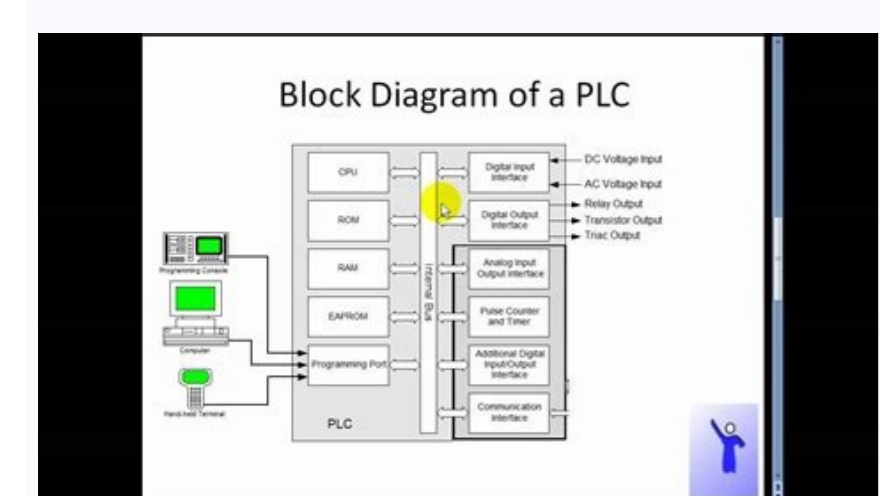 Block Diagram of a PLC
CPU
ROM
RAM
EAPROM
Programming Port
PLC
Internal Bus
Digital Input
Interface
Digital Output
Interface
Analog Input
Output Interface
Pulse Counter
and Timer
Additional Digital
Input/Output
Interface
Communication
Interface
DC Voltage Input
AC Voltage Input
Relay Output
Transistor Output
Triac Output
Programming Console
Computer
Hand-held Terminal